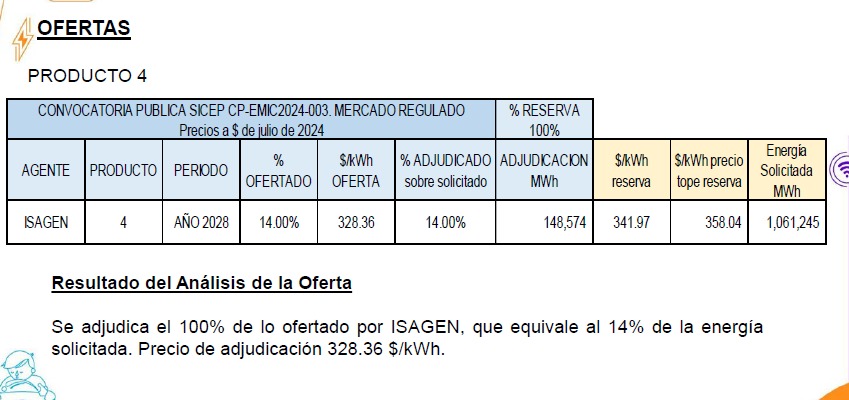 OFERTAS
PRODUCTO 4
CONVOCATORIA PUBLICA SICEP CP-EMIC2024-003. MERCADO REGULADO
Precios a $ de julio de 2024
% RESERVA
100%
AGENTE
PRODUCTO
PERIODO
%
OFERTADO
$/kWh
OFERTA
% ADJUDICADO
sobre solicitado
ADJUDICACION
MWh
$/kWh
reserva
$/kWh precio
tope reserva
Energía
Solicitada
MWh
ISAGEN 4 AÑO 2028 14.00% 328.36 14.00% 148,574 341.97 358.04 1,061,245
Resultado del Análisis de la Oferta
Se adjudica el 100% de lo ofertado por ISAGEN, que equivale al 14% de la energía
solicitada. Precio de adjudicación 328.36 $/kWh.